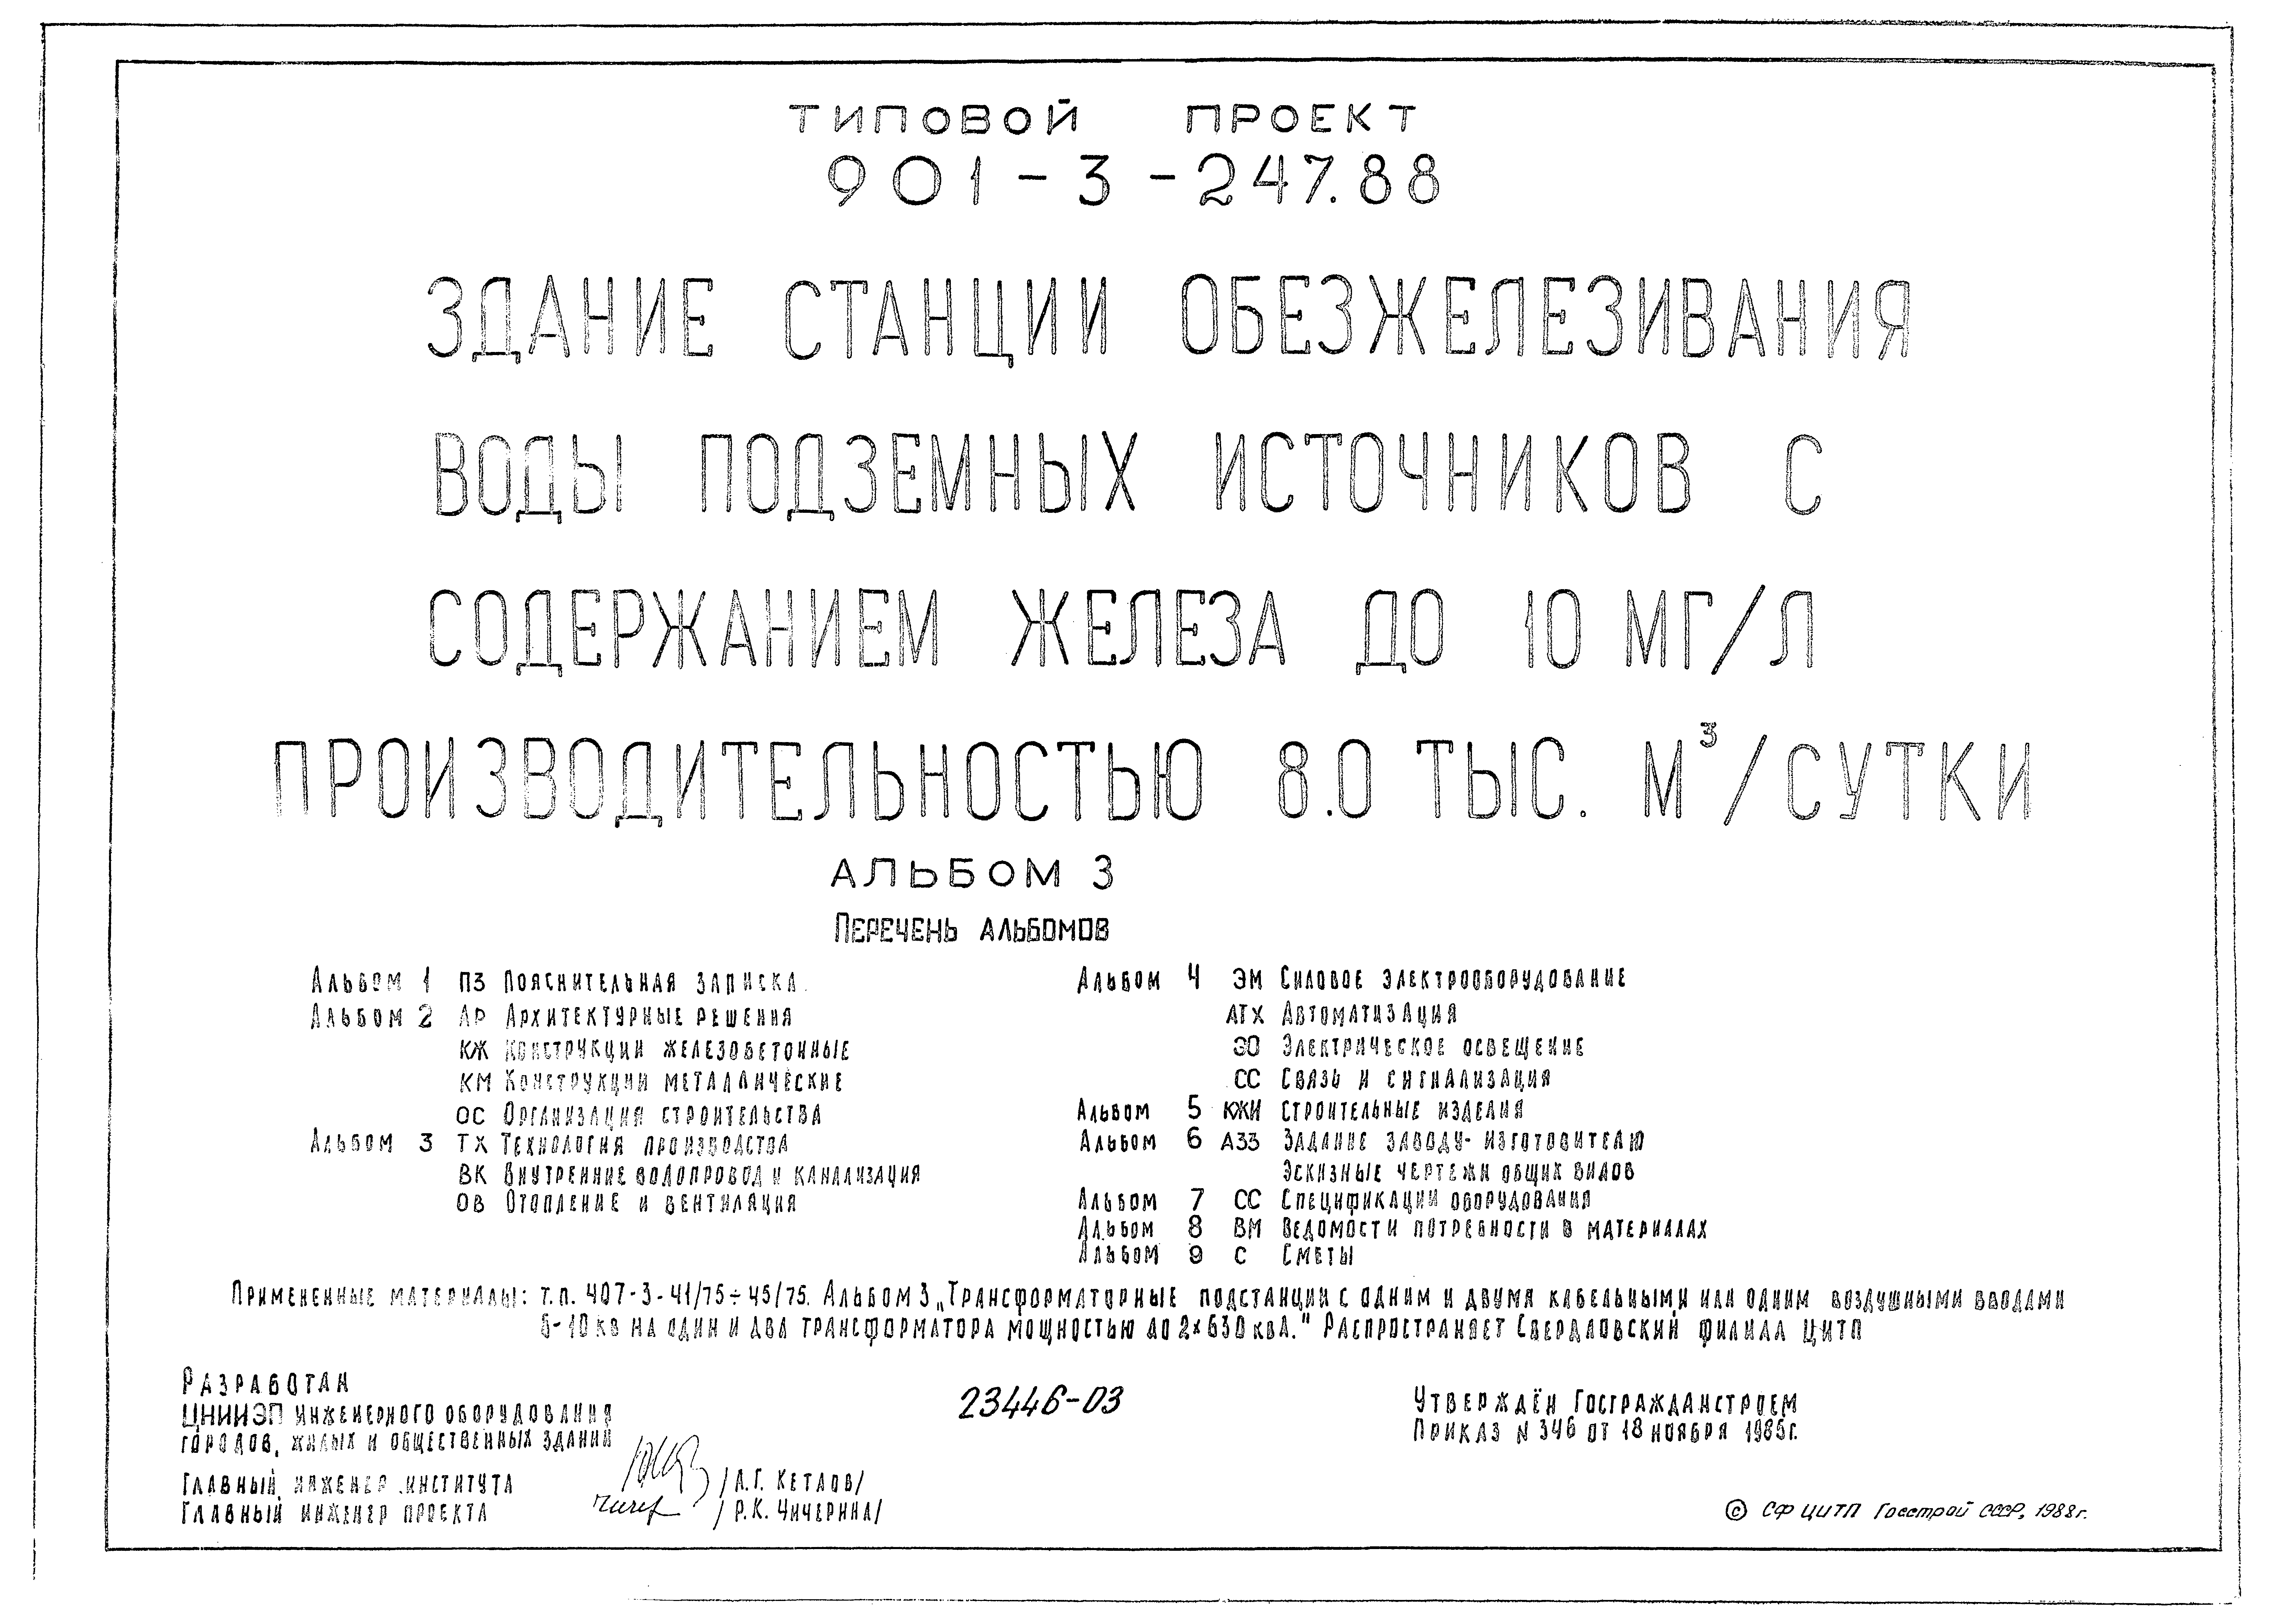 ТИПОВОЙ ПРОЕКТ
901-3-247.88
ЗДАНИЕ СТАНЦИИ ОБЕЗЖЕЛЕЗИВАНИЯ
ВОДЫ ПОДЗЕМНЫХ ИСТОЧНИКОВ С
СОДЕРЖАНИЕМ ЖЕЛЕЗА ДО 10 МГ/Л
ПРОИЗВОДИТЕЛЬНОСТЬЮ 8.0 ТЫС. М³/СУТКИ
АЛЬБОМ 3
ПЕРЕЧЕНЬ АЛЬБОМОВ
АЛЬБОМ 1 ПЗ ПОЯСНИТЕЛЬНАЯ ЗАПИСКА
АЛЬБОМ 2 АР АРХИТЕКТУРНЫЕ РЕШЕНИЯ
КЖ КОНСТРУКЦИИ ЖЕЛЕЗОБЕТОННЫЕ
КМ КОНСТРУКЦИИ МЕТАЛЛИЧЕСКИЕ
ОС ОРГАНИЗАЦИЯ СТРОИТЕЛЬСТВА
АЛЬБОМ 3 ТХ ТЕХНОЛОГИЯ ПРОИЗВОДСТВА
ВК ВНУТРЕННИЕ ВОДОПРОВОД И КАНАЛИЗАЦИЯ
ОВ ОТОПЛЕНИЕ И ВЕНТИЛЯЦИЯ
АЛЬБОМ 4 ЭМ СИЛОВОЕ ЭЛЕКТРООБОРУДОВАНИЕ
АТХ АВТОМАТИЗАЦИЯ
ЭО ЭЛЕКТРИЧЕСКОЕ ОСВЕЩЕНИЕ
СС СВЯЗЬ И СИГНАЛИЗАЦИЯ
АЛЬБОМ 5 КЖИ СТРОИТЕЛЬНЫЕ ИЗДЕЛИЯ
АЛЬБОМ 6 АЗЗ ЗАДАНИЕ ЗАВОДУ-ИЗГОТОВИТЕЛЮ
ЭСКИЗНЫЕ ЧЕРТЕЖИ ОБЩИХ ВИДОВ
АЛЬБОМ 7 СС СПЕЦИФИКАЦИИ ОБОРУДОВАНИЯ
АЛЬБОМ 8 ВМ ВЕДОМОСТИ ПОТРЕБНОСТИ В МАТЕРИАЛАХ
АЛЬБОМ 9 С СМЕТЫ
ПРИМЕНЕННЫЕ МАТЕРИАЛЫ: Т.П. 407-3-41/75÷45/75. АЛЬБОМ 3 „ТРАНСФОРМАТОРНЫЕ ПОДСТАНЦИИ С ОДНИМ И ДВУМЯ КАБЕЛЬНЫМИ ИЛИ ОДНИМ ВОЗДУШНЫМИ ВВОДАМИ
6-10 КВ НА ОДИН И ДВА ТРАНСФОРМАТОРА МОЩНОСТЬЮ ДО 2×630 КВА." РАСПРОСТРАНЯЕТ СВЕРДЛОВСКИЙ ФИЛИАЛ ЦИТП
РАЗРАБОТАН
ЦНИИЭП ИНЖЕНЕРНОГО ОБОРУДОВАНИЯ
ГОРОДОВ, ЖИЛЫХ И ОБЩЕСТВЕННЫХ ЗДАНИЙ
ГЛАВНЫЙ ИНЖЕНЕР ИНСТИТУТА /А.Г. КЕТАОВ/
ГЛАВНЫЙ ИНЖЕНЕР ПРОЕКТА /Р.К. ЧИЧЕРИНА/
23446-03
УТВЕРЖДЁН ГОСГРАЖДАНСТРОЕМ
ПРИКАЗ N 346 ОТ 18 НОЯБРЯ 1985г.
© СФ ЦИТП Госстрой СССР, 1988г.